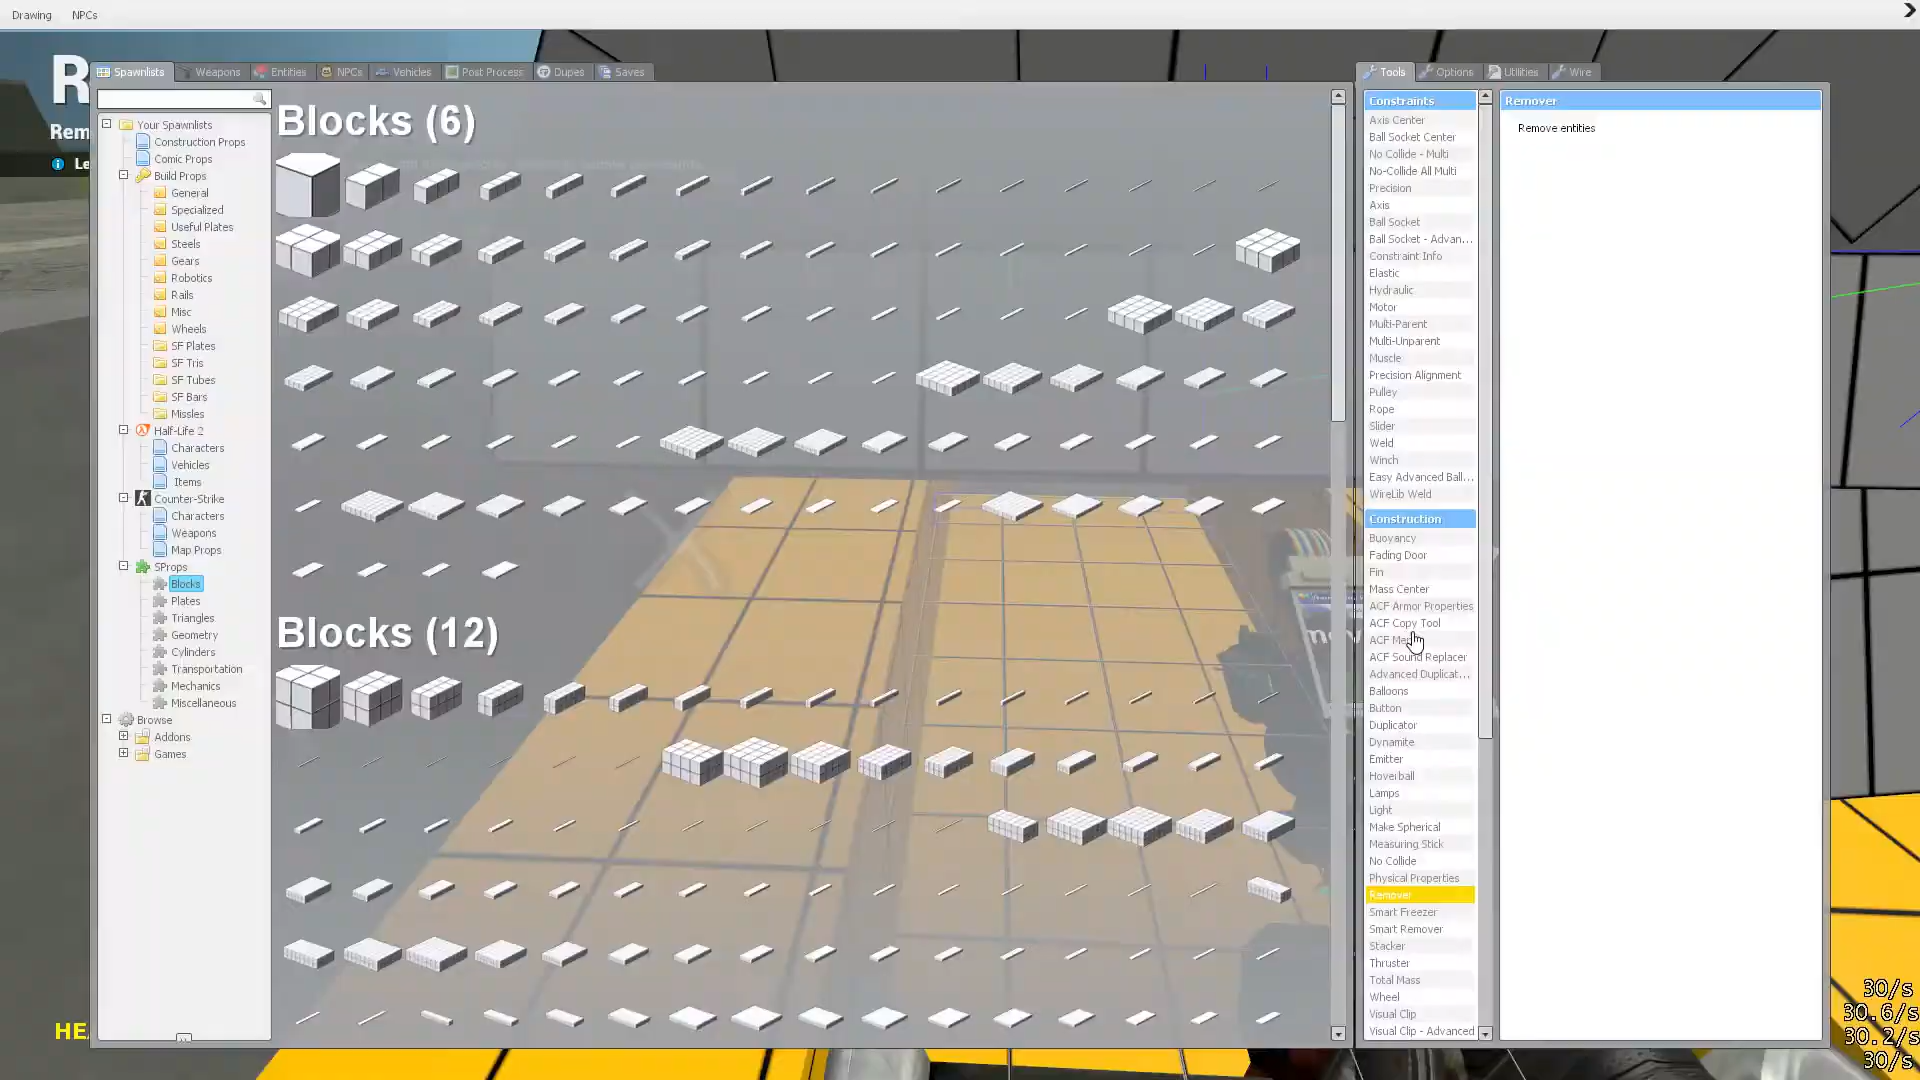 Drawing NPCs
R
Rem
Le
Spawnlists Weapons Entities NPCs Vehicles Post Process Dupes Saves
Your Spawnlists
Construction Props
Comic Props
Build Props
General
Specialized
Useful Plates
Steels
Gears
Robotics
Rails
Misc
Wheels
SF Plates
SF Tris
SF Tubes
SF Bars
Missles
Half-Life 2
Characters
Vehicles
Items
Counter-Strike
Characters
Weapons
Map Props
SProps
Blocks
Plates
Triangles
Geometry
Cylinders
Transportation
Mechanics
Miscellaneous
Browse
Addons
Games
Blocks (6)
Blocks (12)
Tools Options Utilities Wire
Constraints
Axis Center
Ball Socket Center
No Collide - Multi
No-Collide All Multi
Precision
Axis
Ball Socket
Ball Socket - Advan...
Constraint Info
Elastic
Hydraulic
Motor
Multi-Parent
Multi-Unparent
Muscle
Precision Alignment
Pulley
Rope
Slider
Weld
Winch
Easy Advanced Ball...
WireLib Weld
Construction
Buoyancy
Fading Door
Fin
Mass Center
ACF Armor Properties
ACF Copy Tool
ACF Me
ACF Sound Replacer
Advanced Duplicat...
Balloons
Button
Duplicator
Dynamite
Emitter
Hoverball
Lamps
Light
Make Spherical
Measuring Stick
No Collide
Physical Properties
Remover
Smart Freezer
Smart Remover
Stacker
Thruster
Total Mass
Wheel
Visual Clip
Visual Clip - Advanced
Remover
Remove entities
HEA
30/s
30.6/s
30.2/s
30/s